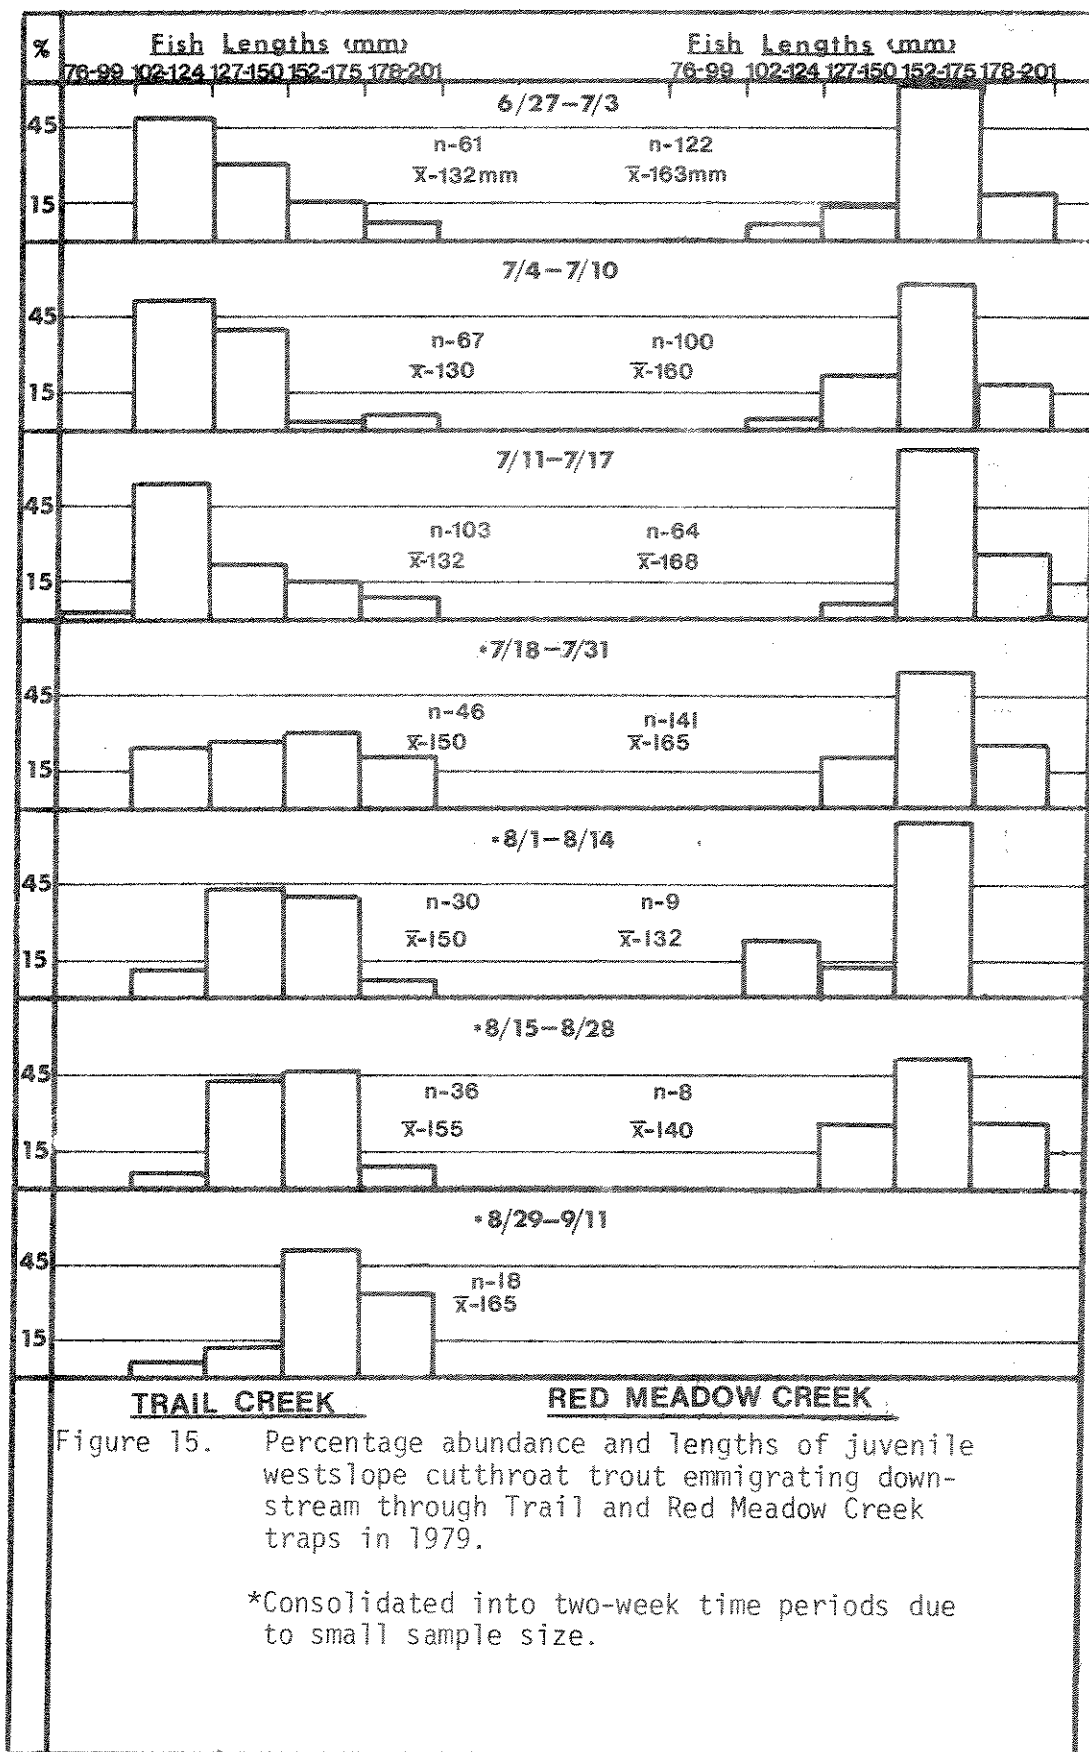 % Fish Lengths (mm) Fish Lengths (mm)
76-99 102-124 127-150 152-175 178-201 76-99 102-124 127-150 152-175 178-201
6/27-7/3
45
n-61 n-122
x̅-132mm x̅-163mm
15
7/4-7/10
45
n-67 n-100
x̅-130 x̅-160
15
7/11-7/17
45
n-103 n-64
x̅-132 x̅-168
15
*7/18-7/31
45
n-46 n-141
x̅-150 x̅-165
15
*8/1-8/14
45
n-30 n-9
x̅-150 x̅-132
15
*8/15-8/28
45
n-36 n-8
x̅-155 x̅-140
15
*8/29-9/11
45
n-18
x̅-165
15
TRAIL CREEK RED MEADOW CREEK
Figure 15. Percentage abundance and lengths of juvenile
westslope cutthroat trout emmigrating down-
stream through Trail and Red Meadow Creek
traps in 1979.
*Consolidated into two-week time periods due
to small sample size.